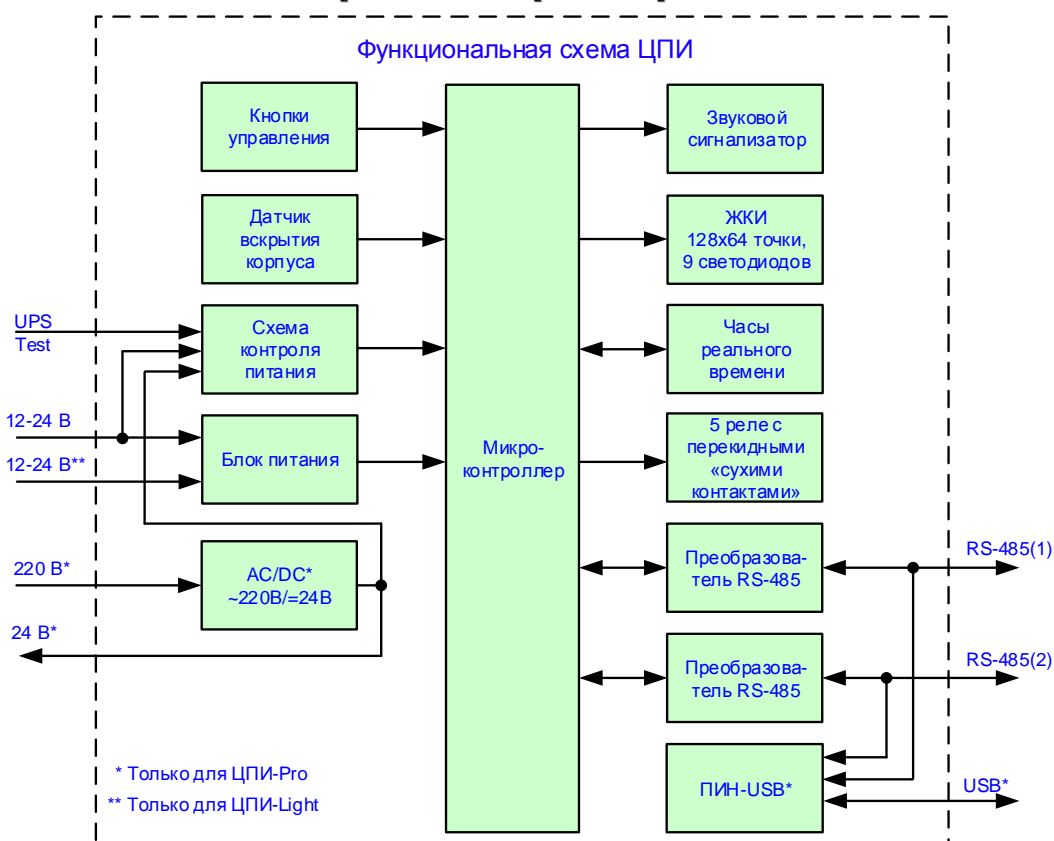 Функциональная схема ЦПИ
Кнопки
управления
Звуковой
сигнализатор
Датчик
вскрытия
корпуса
ЖКИ
128x64 точки,
9 светодиодов
UPS
Test
Схема
контроля
питания
Часы
реального
времени
12-24 В
12-24 В**
Блок питания
Микро-
контроллер
5 реле с
перекидными
«сухими
контактами»
220 В*
24 В*
AC/DC*
~220В/=24В
Преобразова-
тель RS-485
RS-485(1)
Преобразова-
тель RS-485
RS-485(2)
ПИН-USB*
USB*
* Только для ЦПИ-Pro
** Только для ЦПИ-Light